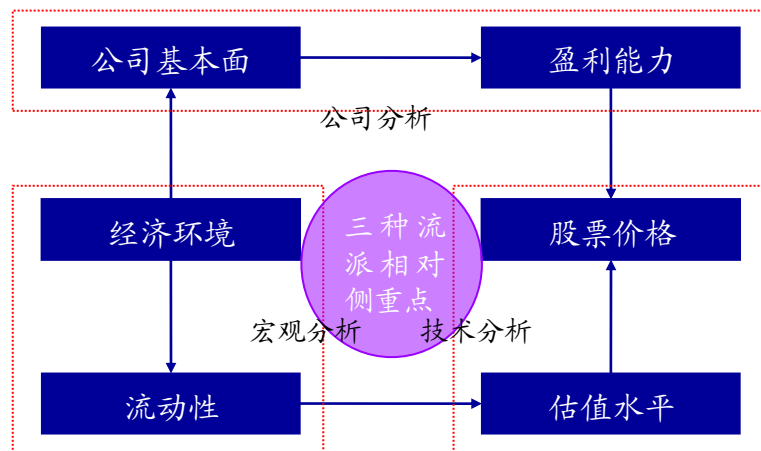 公司基本面
盈利能力
公司分析
经济环境
三种流
派相对
侧重点
股票价格
宏观分析
技术分析
流动性
估值水平